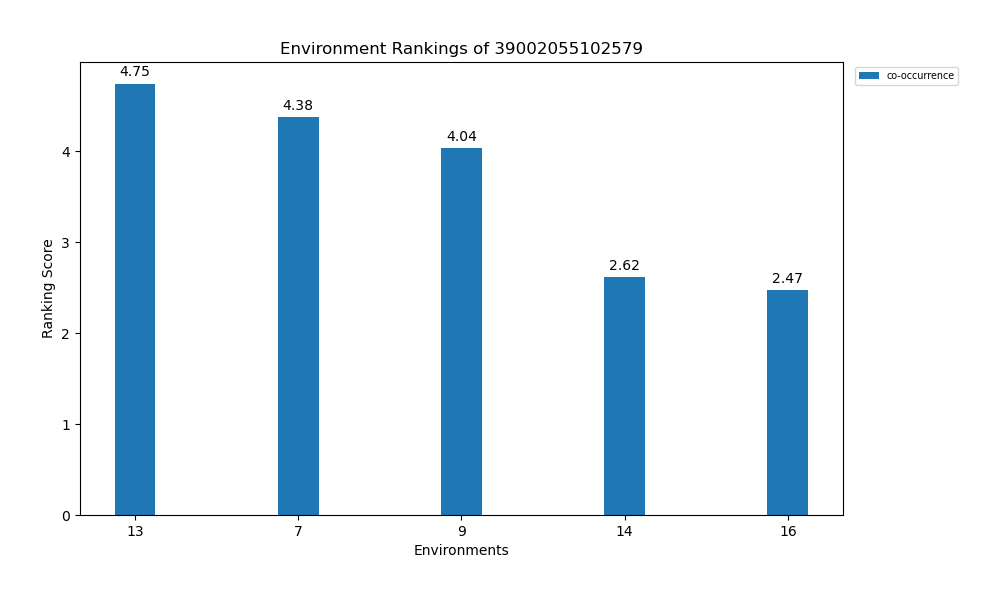 Environment Rankings of 39002055102579
co-occurrence
4.75
4.38
4.04
2.62
2.47
Ranking Score
4
3
2
1
0
13 7 9 14 16
Environments